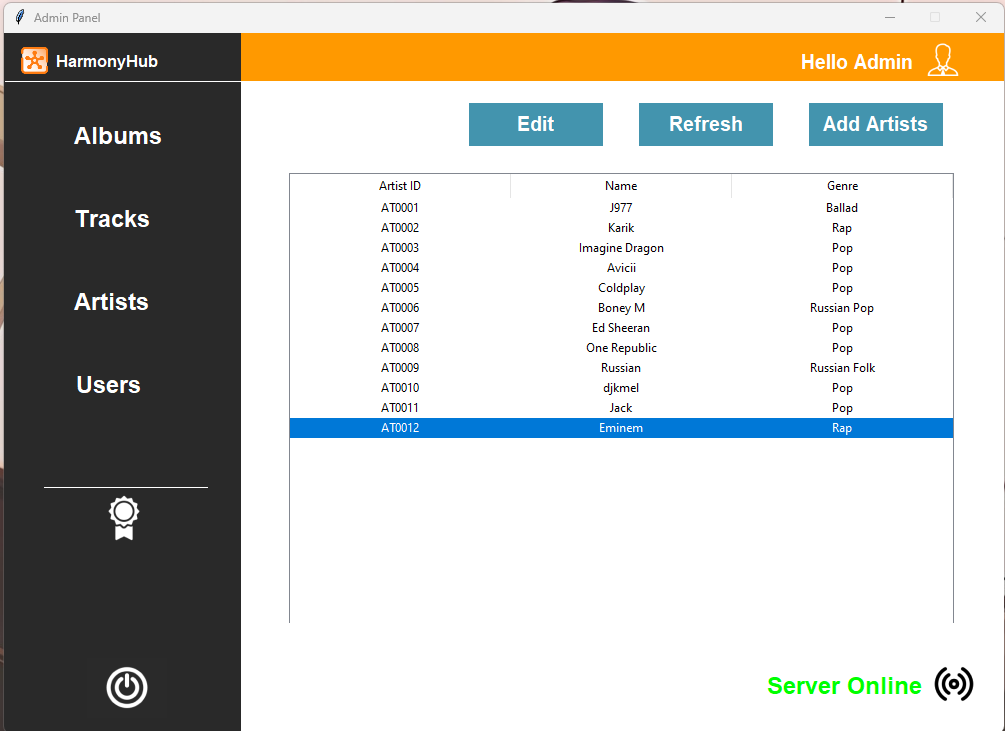 Admin Panel
HarmonyHub
Hello Admin
Albums
Tracks
Artists
Users
Edit Refresh Add Artists
Artist ID Name Genre
AT0001 J977 Ballad
AT0002 Karik Rap
AT0003 Imagine Dragon Pop
AT0004 Avicii Pop
AT0005 Coldplay Pop
AT0006 Boney M Russian Pop
AT0007 Ed Sheeran Pop
AT0008 One Republic Pop
AT0009 Russian Russian Folk
AT0010 djkmel Pop
AT0011 Jack Pop
AT0012 Eminem Rap
Server Online